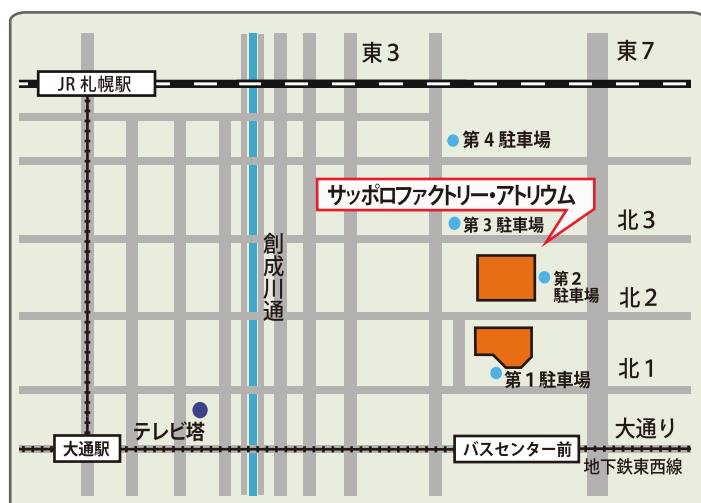 東3
東7
JR 札幌駅
第4 駐車場
サッポロファクトリー・アトリウム
第3 駐車場
北3
創成川通
第2
駐車場
北2
北1
第1 駐車場
テレビ塔
大通り
大通駅
バスセンター前
地下鉄東西線